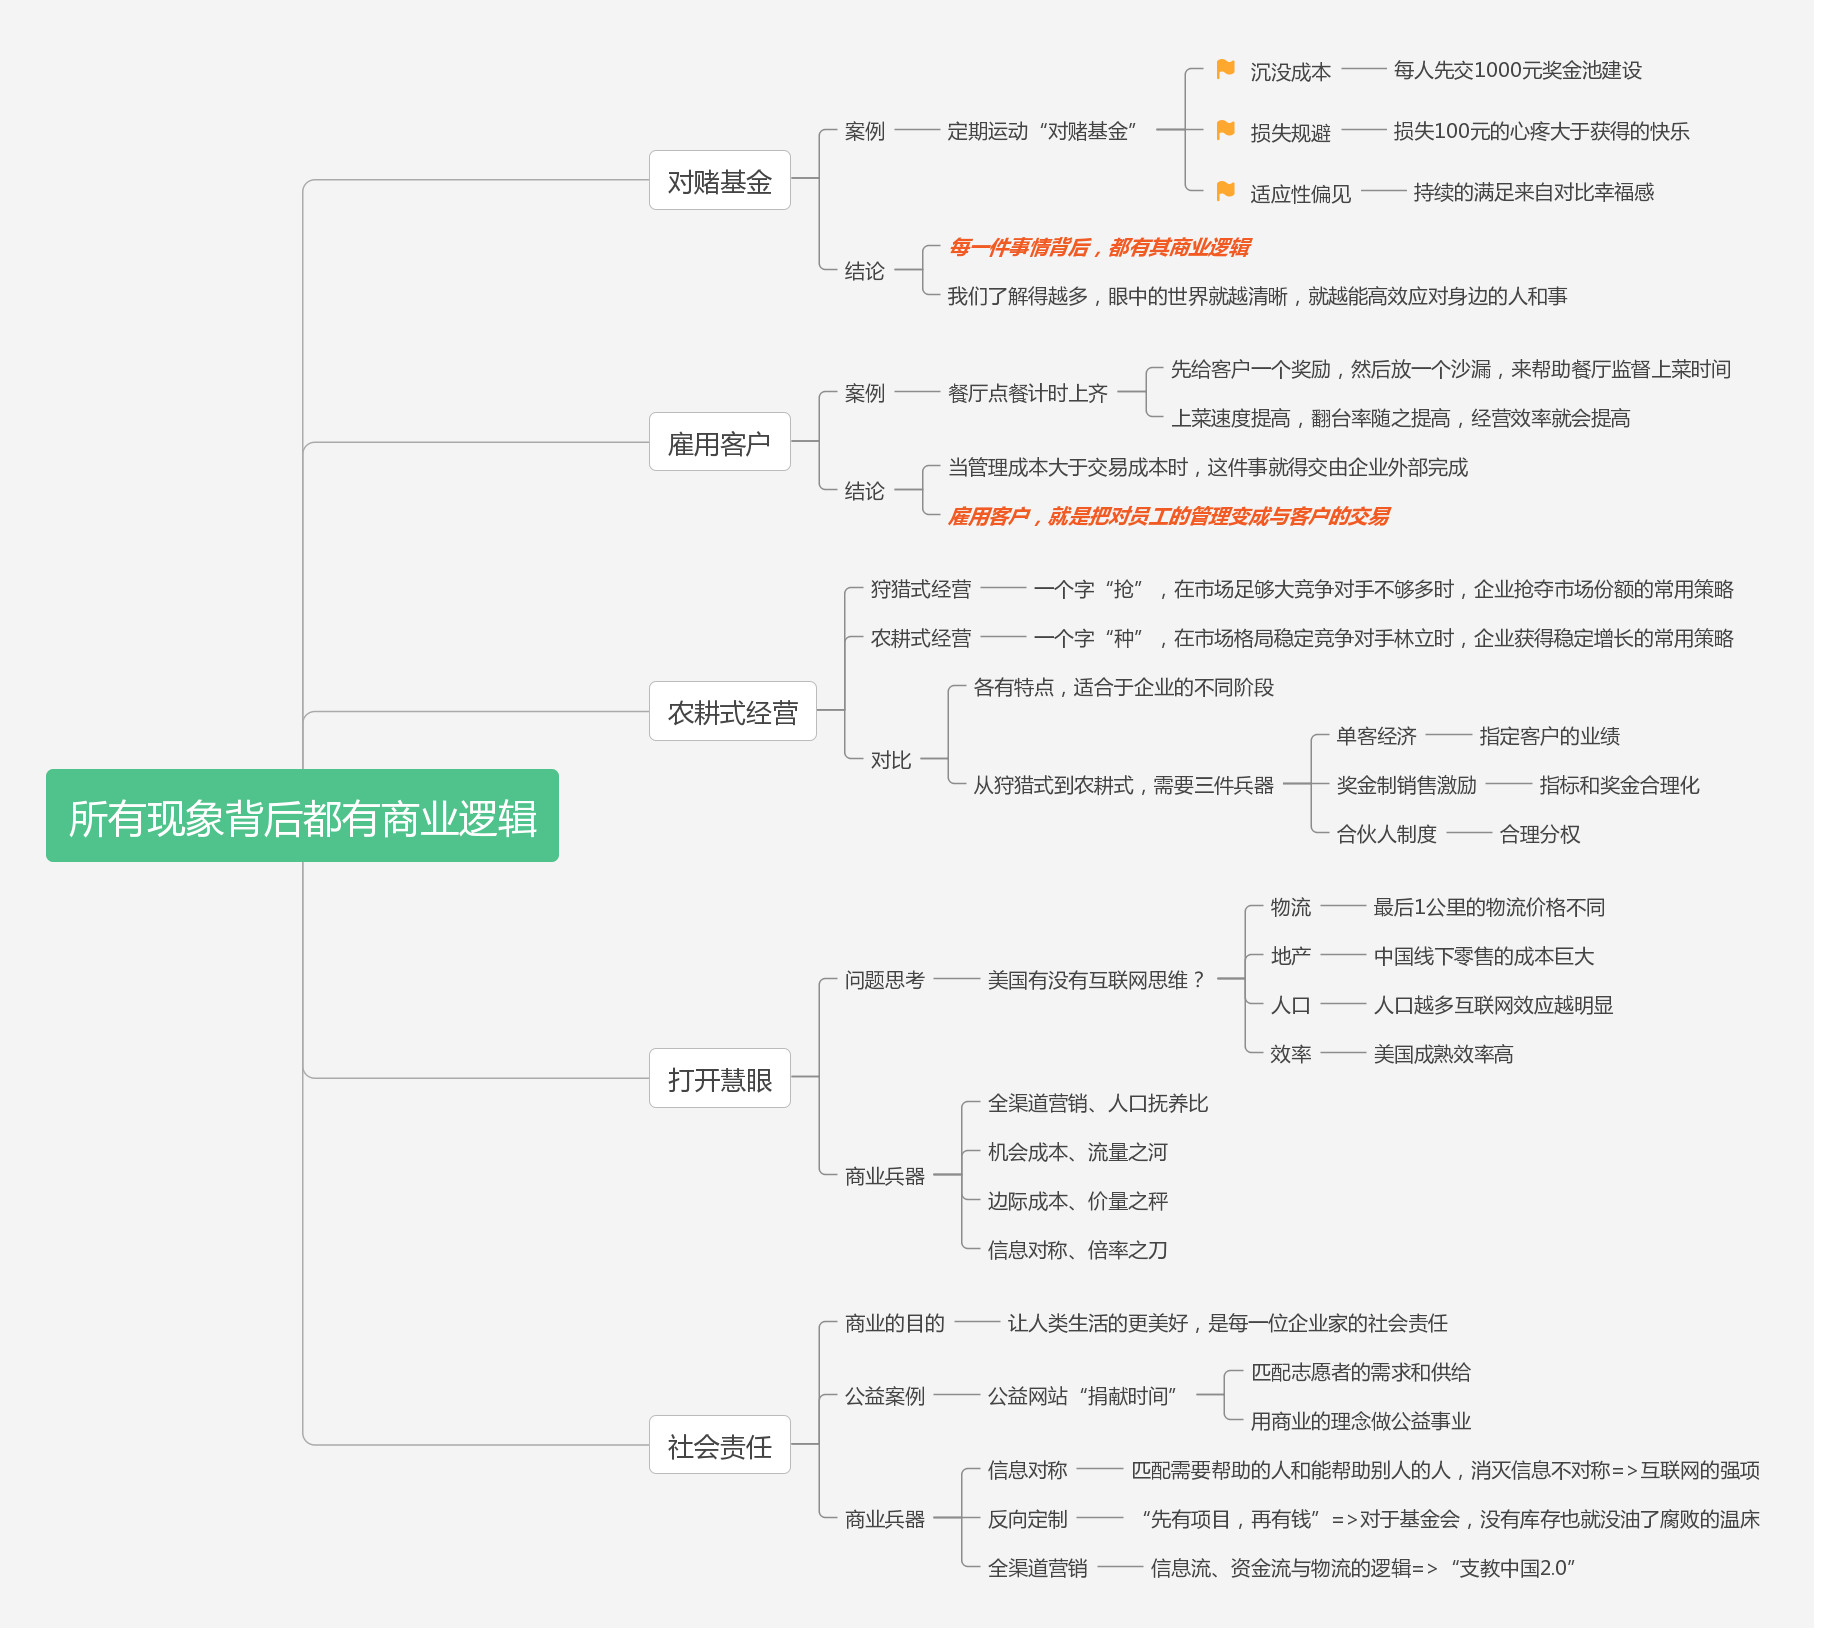 所有现象背后都有商业逻辑
对赌基金
案例
定期运动“对赌基金”
沉没成本
每人先交1000元奖金池建设
损失规避
损失100元的心疼大于获得的快乐
适应性偏见
持续的满足来自对比幸福感
结论
每一件事情背后，都有其商业逻辑
我们了解得越多，眼中的世界就越清晰，就越能高效应对身边的人和事
雇用客户
案例
餐厅点餐计时上齐
先给客户一个奖励，然后放一个沙漏，来帮助餐厅监督上菜时间
上菜速度提高，翻台率随之提高，经营效率就会提高
结论
当管理成本大于交易成本时，这件事就得交由企业外部完成
雇用客户，就是把对员工的管理变成与客户的交易
农耕式经营
狩猎式经营
一个字“抢”，在市场足够大竞争对手不够多时，企业抢夺市场份额的常用策略
农耕式经营
一个字“种”，在市场格局稳定竞争对手林立时，企业获得稳定增长的常用策略
对比
各有特点，适合于企业的不同阶段
从狩猎式到农耕式，需要三件兵器
单客经济
指定客户的业绩
奖金制销售激励
指标和奖金合理化
合伙人制度
合理分权
打开慧眼
问题思考
美国有没有互联网思维？
物流
最后1公里的物流价格不同
地产
中国线下零售的成本巨大
人口
人口越多互联网效应越明显
效率
美国成熟效率高
商业兵器
全渠道营销、人口抚养比
机会成本、流量之河
边际成本、价量之秤
信息对称、倍率之刀
社会责任
商业的目的
让人类生活的更美好，是每一位企业家的社会责任
公益案例
公益网站“捐献时间”
匹配志愿者的需求和供给
用商业的理念做公益事业
商业兵器
信息对称
匹配需要帮助的人和能帮助别人的人，消灭信息不对称=>互联网的强项
反向定制
“先有项目，再有钱”=>对于基金会，没有库存也就没油了腐败的温床
全渠道营销
信息流、资金流与物流的逻辑=>“支教中国2.0”